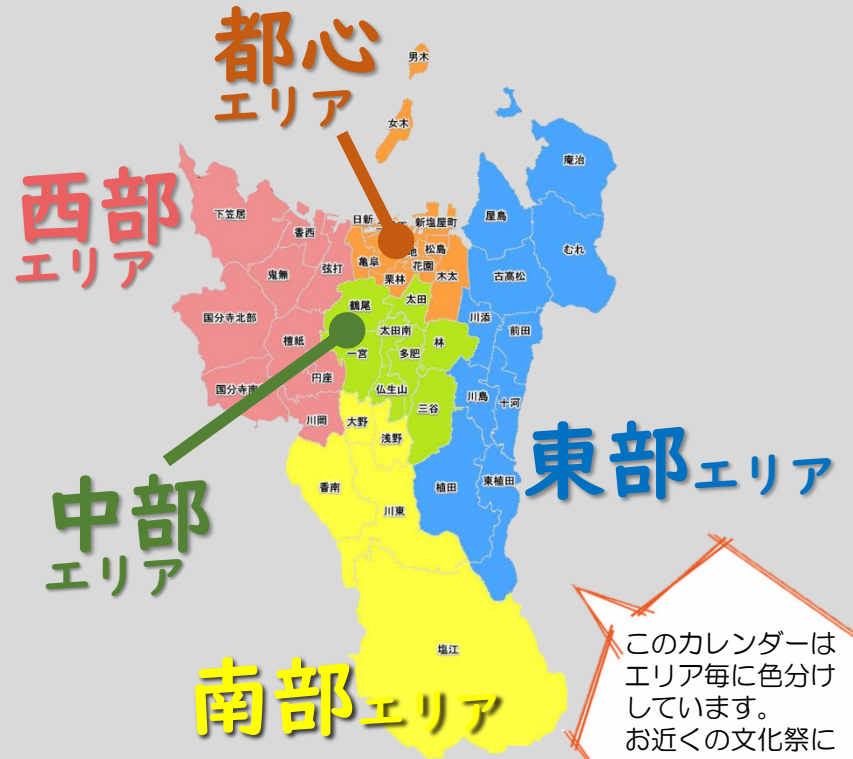 都心
エリア
男木
女木
西部
エリア
庵治
下笠居
香西
日新
新塩屋町
屋島
むれ
弦打
亀阜
松島
花園
鬼無
栗林
木太
古高松
鶴尾
太田
国分寺北部
檀紙
太田南
川添
前田
一宮
多肥
林
円座
仏生山
国分寺南
三谷
川島
十河
川岡
大野
浅野
東部エリア
中部
エリア
香南
植田
東植田
川東
塩江
南部エリア
このカレンダーは
エリア毎に色分け
しています。
お近くの文化祭に